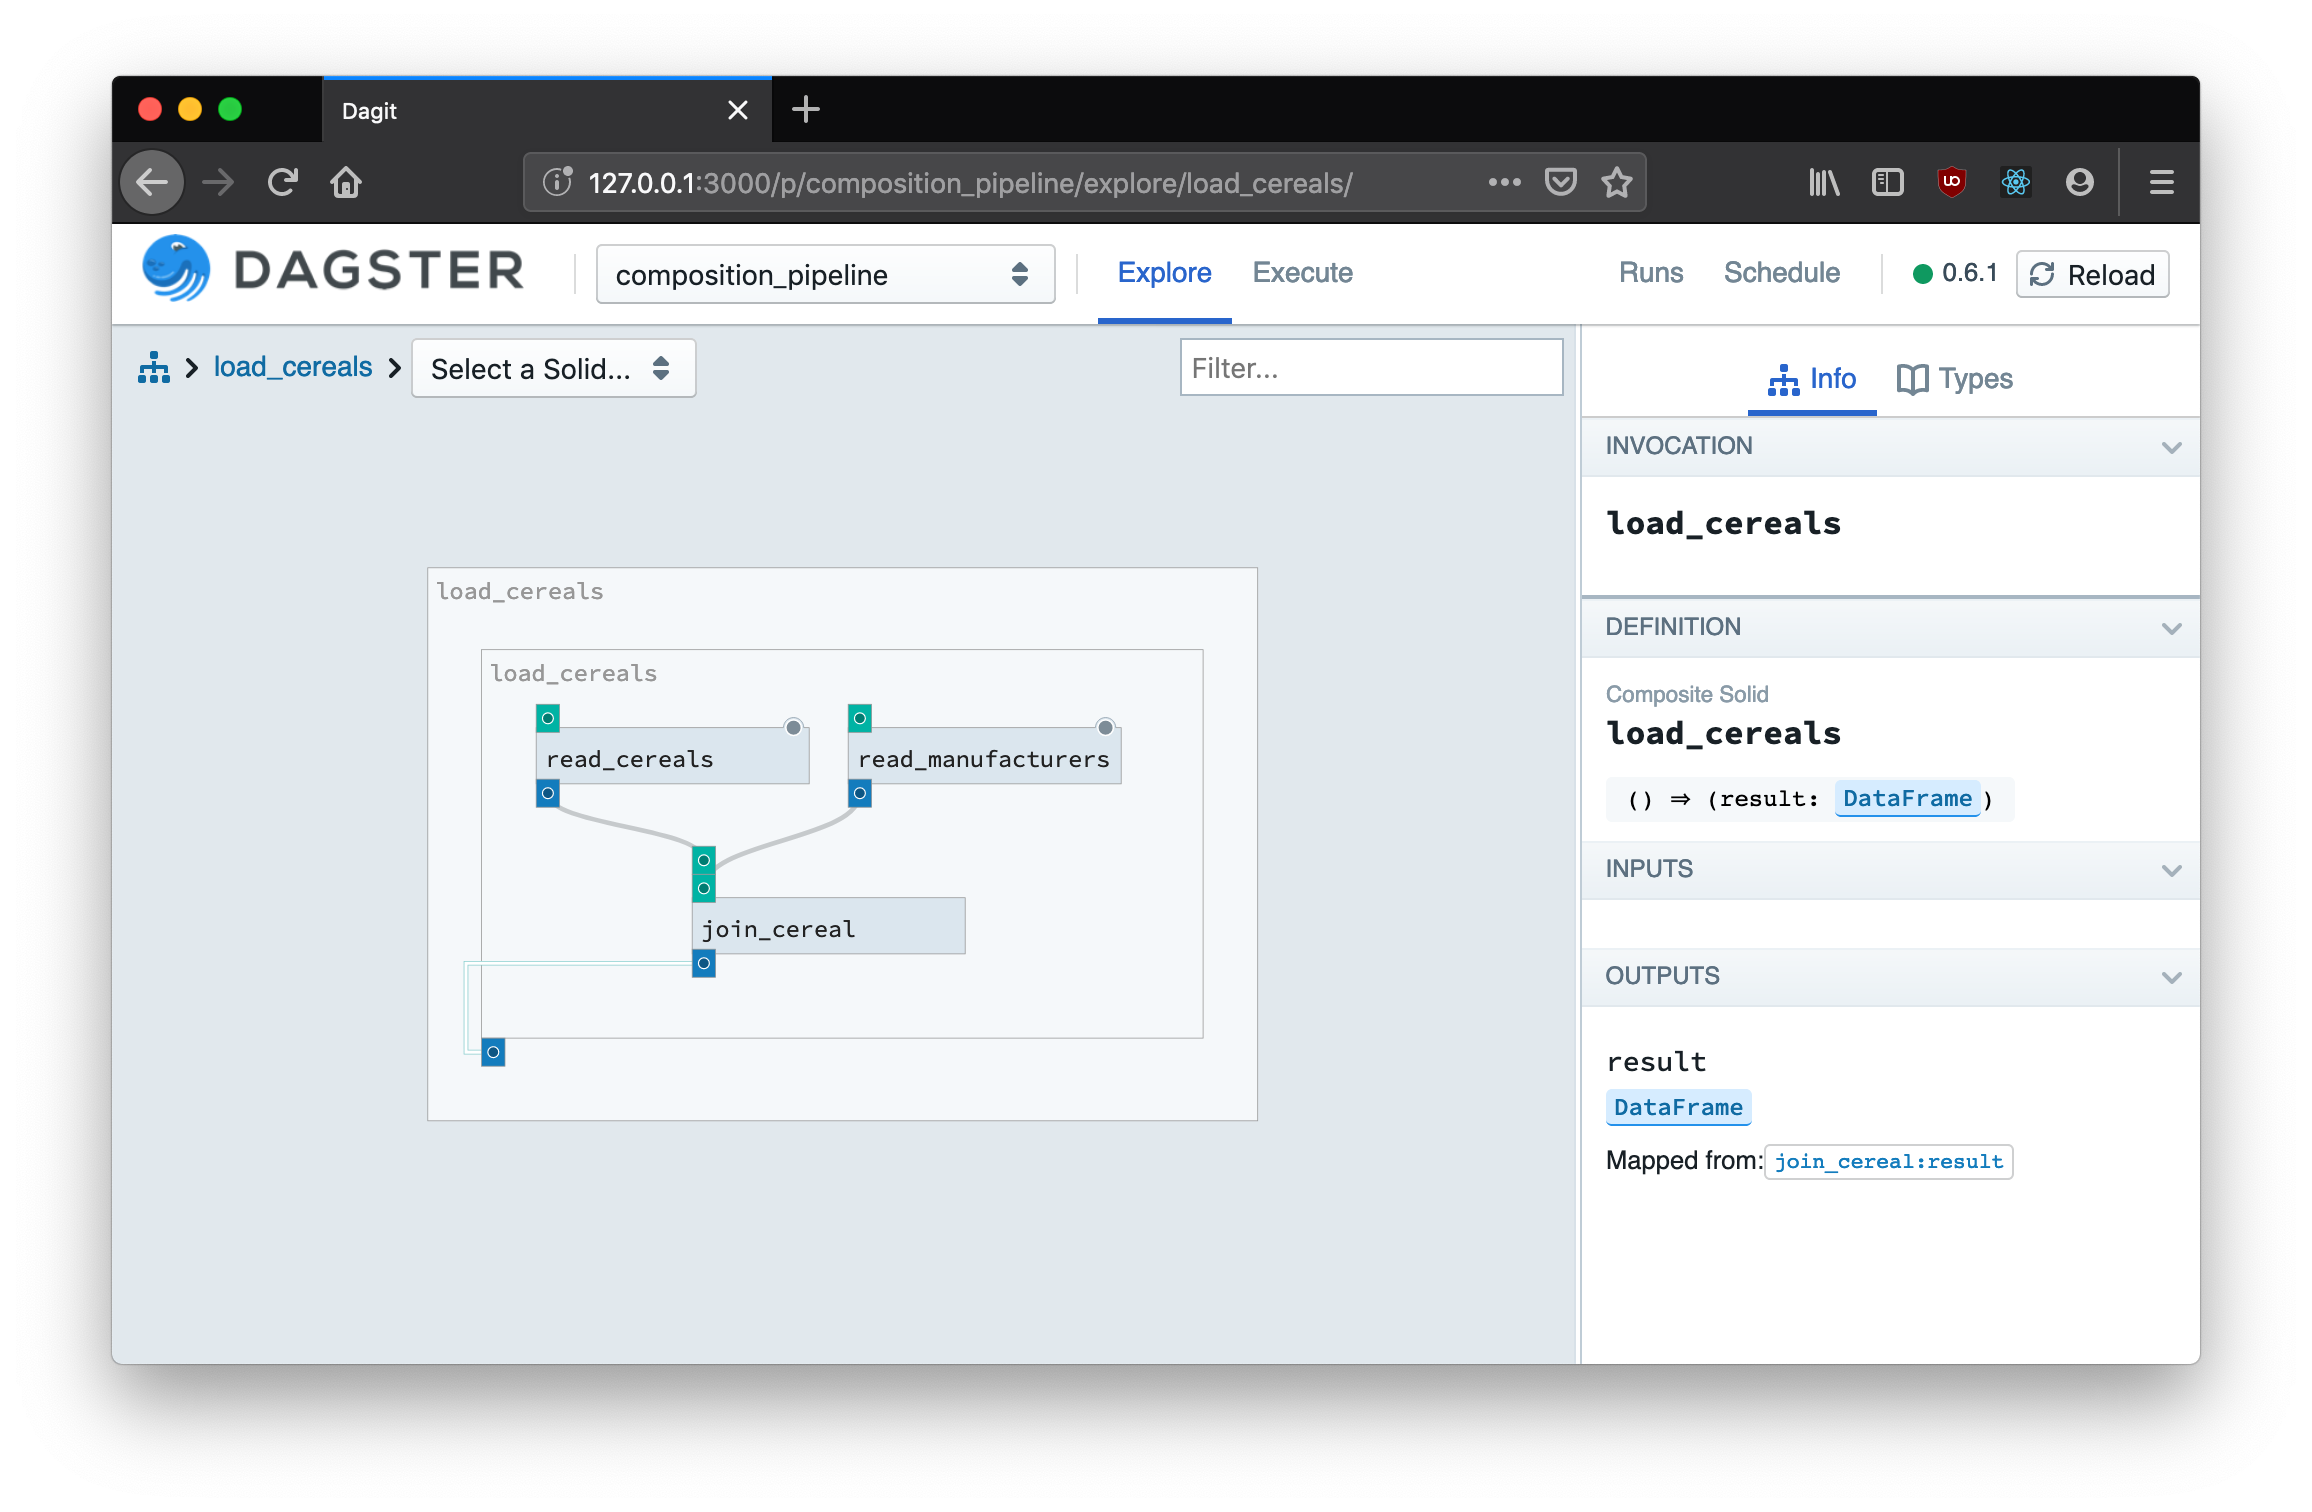 Dagit
127.0.0.1:3000/p/composition_pipeline/explore/load_cereals/
DAGSTER
composition_pipeline
Explore
Execute
Runs
Schedule
0.6.1
Reload
load_cereals
Select a Solid...
Filter...
load_cereals
load_cereals
read_cereals
read_manufacturers
join_cereal
Info
Types
INVOCATION
load_cereals
DEFINITION
Composite Solid
load_cereals
() ⇒ (result: DataFrame)
INPUTS
OUTPUTS
result
DataFrame
Mapped from: join_cereal:result